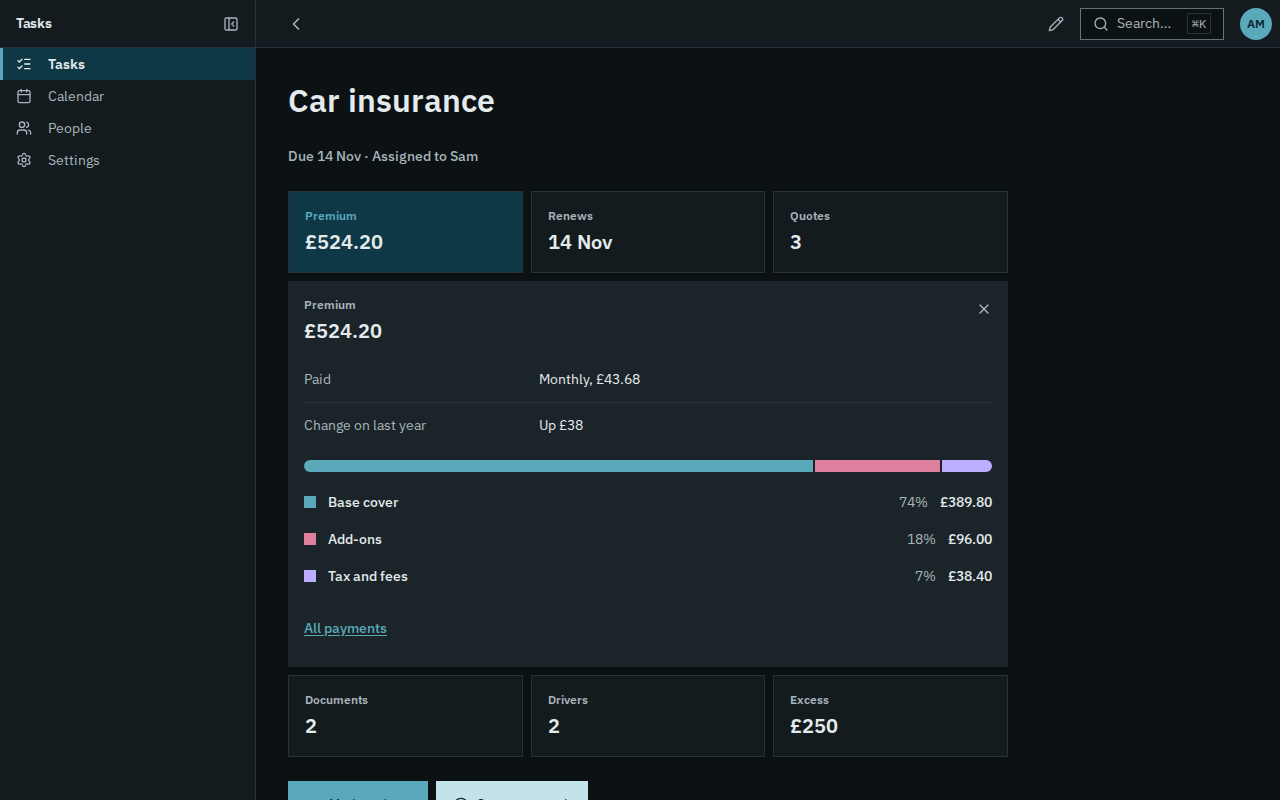 Tasks
Search...
⌘K
AM
Tasks
Calendar
People
Settings
Car insurance
Due 14 Nov · Assigned to Sam
Premium
£524.20
Renews
14 Nov
Quotes
3
Premium
£524.20
Paid
Monthly, £43.68
Change on last year
Up £38
Base cover
74%
£389.80
Add-ons
18%
£96.00
Tax and fees
7%
£38.40
All payments
Documents
2
Drivers
2
Excess
£250